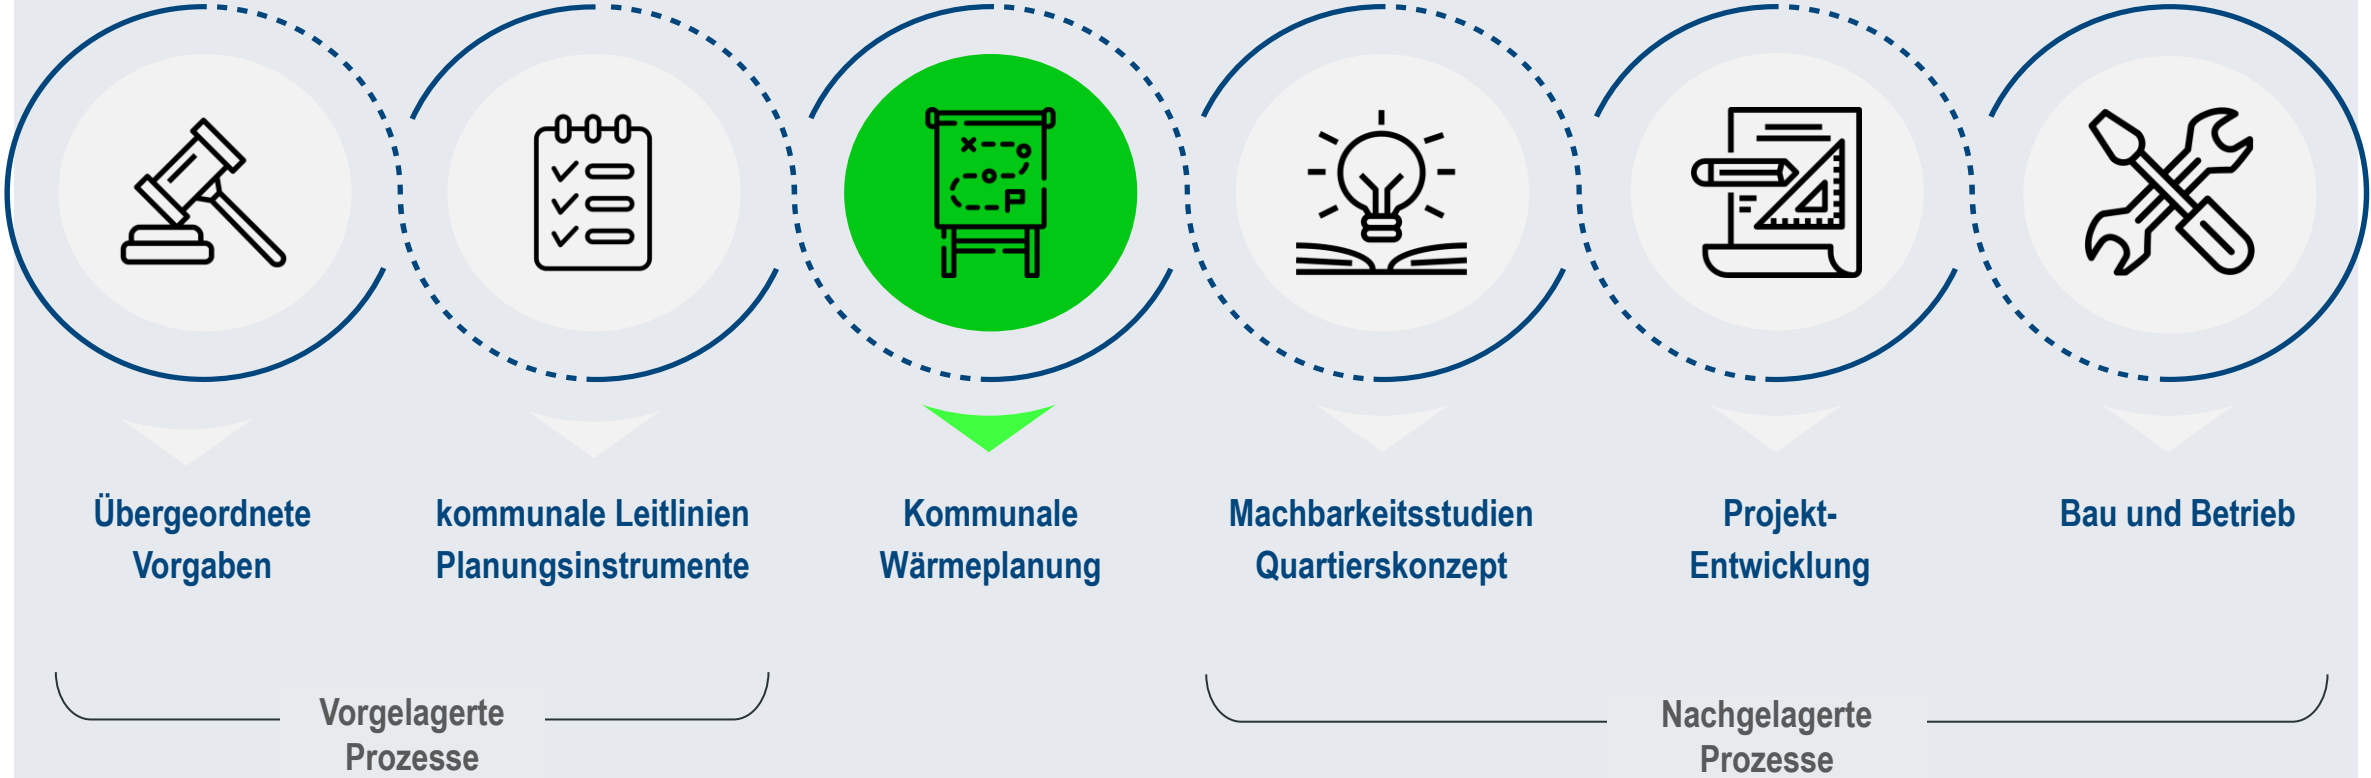 Übergeordnete
Vorgaben
kommunale Leitlinien
Planungsinstrumente
Kommunale
Wärmeplanung
Machbarkeitsstudien
Quartierskonzept
Projekt-
Entwicklung
Bau und Betrieb
Vorgelagerte
Prozesse
Nachgelagerte
Prozesse